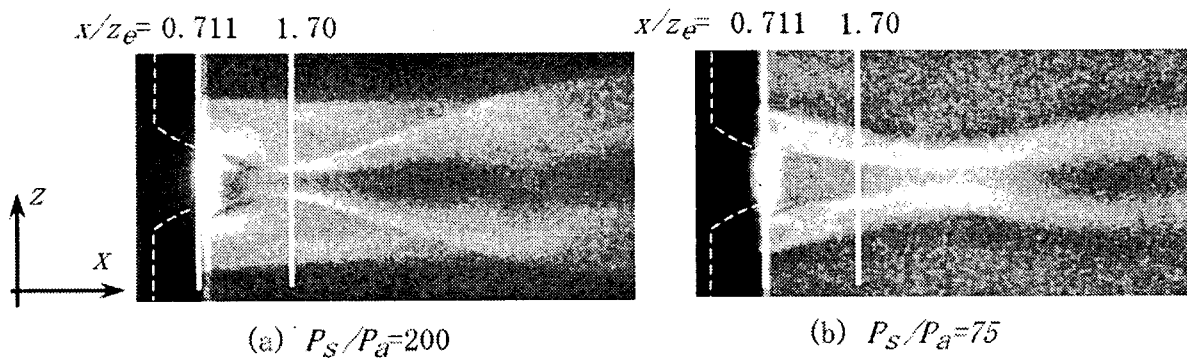 x/ze= 0.711 1.70
x/ze= 0.711 1.70
z
x
(a) Ps/Pa=200
(b) Ps/Pa=75